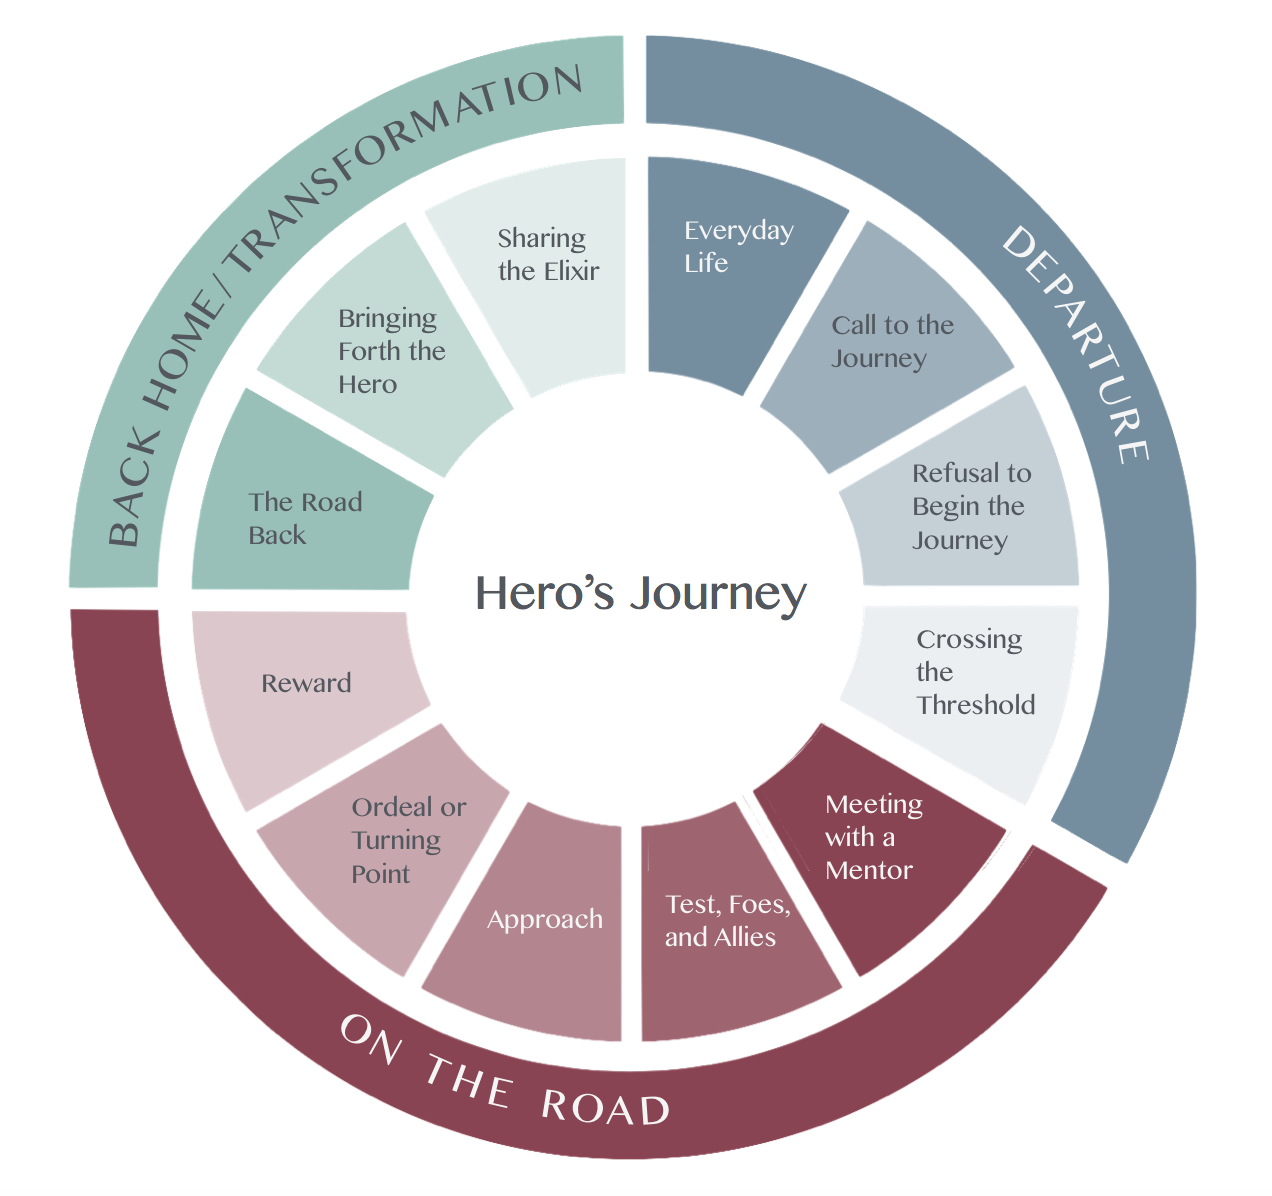 Hero’s Journey
DEPARTURE
Everyday
Life
Call to the
Journey
Refusal to
Begin the
Journey
Crossing
the
Threshold
ON THE ROAD
Meeting
with a
Mentor
Test, Foes,
and Allies
Approach
Ordeal or
Turning
Point
Reward
BACK HOME/TRANSFORMATION
The Road
Back
Bringing
Forth the
Hero
Sharing
the Elixir